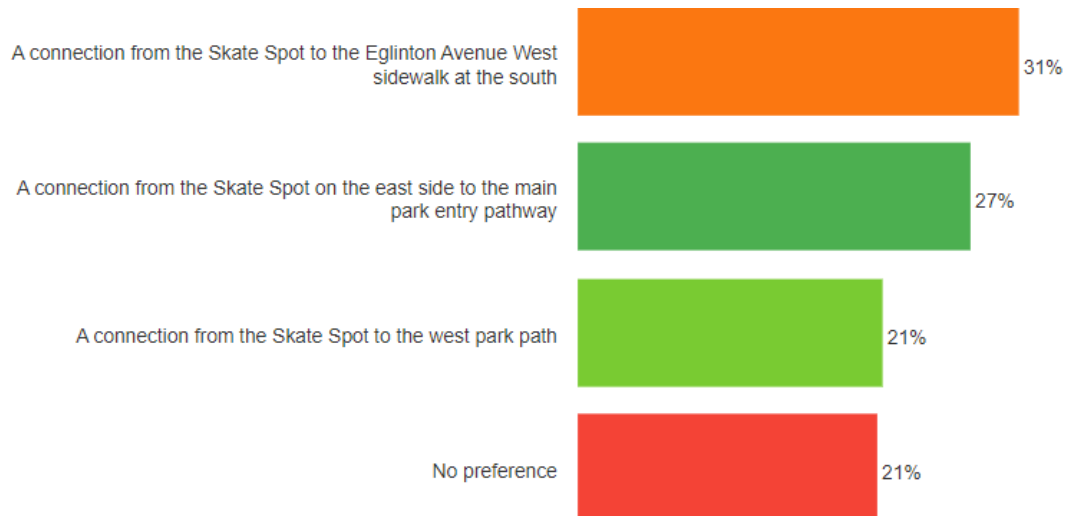 A connection from the Skate Spot to the Eglinton Avenue West
sidewalk at the south
31%
A connection from the Skate Spot on the east side to the main
park entry pathway
27%
A connection from the Skate Spot to the west park path
21%
No preference
21%